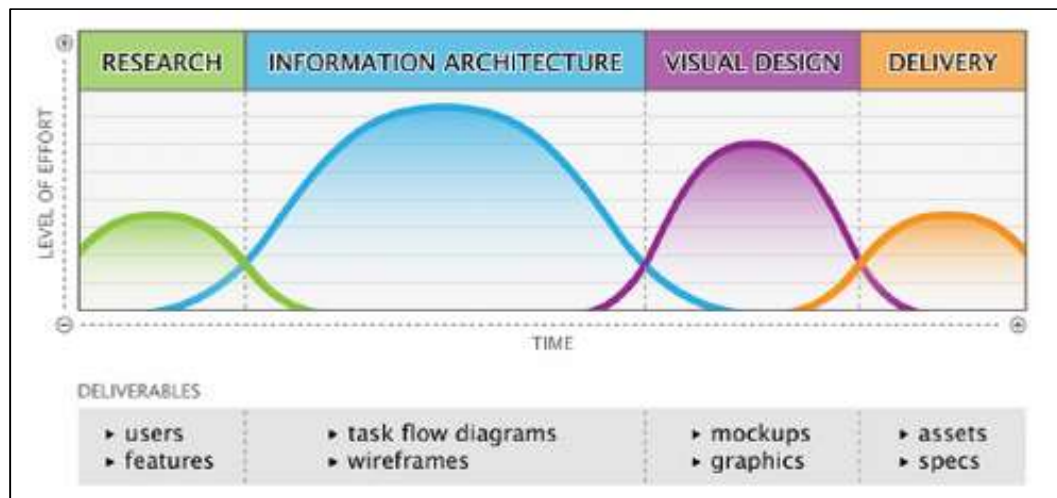 RESEARCH INFORMATION ARCHITECTURE VISUAL DESIGN DELIVERY
LEVEL OF EFFORT
TIME
DELIVERABLES
▸ users ▸ task flow diagrams ▸ mockups ▸ assets
▸ features ▸ wireframes ▸ graphics ▸ specs